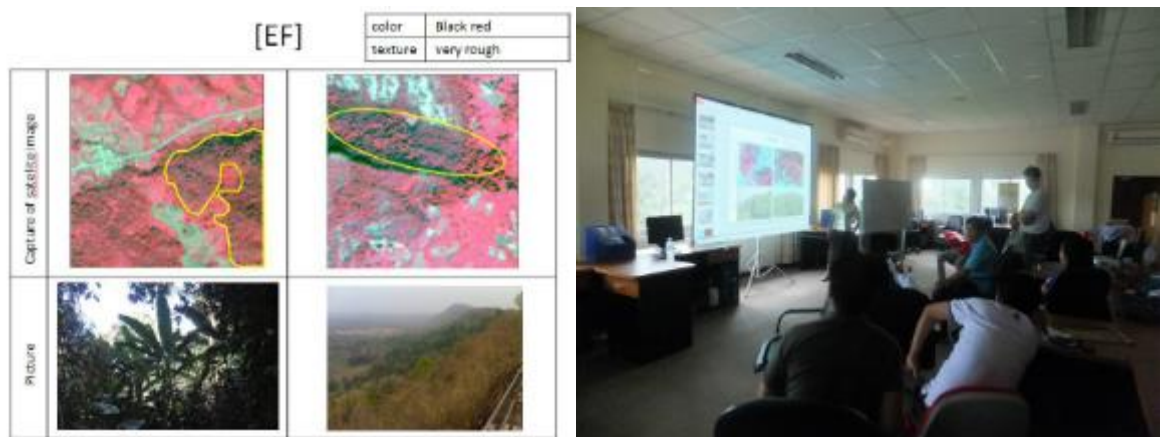 [EF]
color Black red
texture very rough
Capture of satellite image
Picture